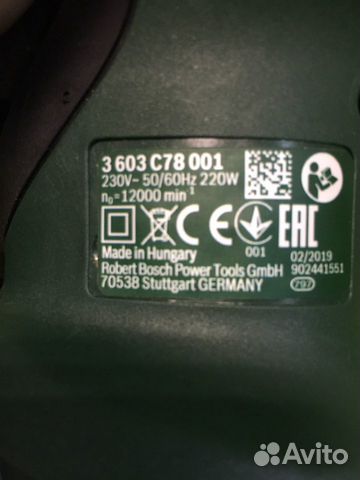 3 603 C78 001
230V~ 50/60Hz 220W
n₀=12000 min⁻¹
CE EAC
001
02/2019
Made in Hungary
Robert Bosch Power Tools GmbH 902441551
70538 Stuttgart GERMANY 797
Avito